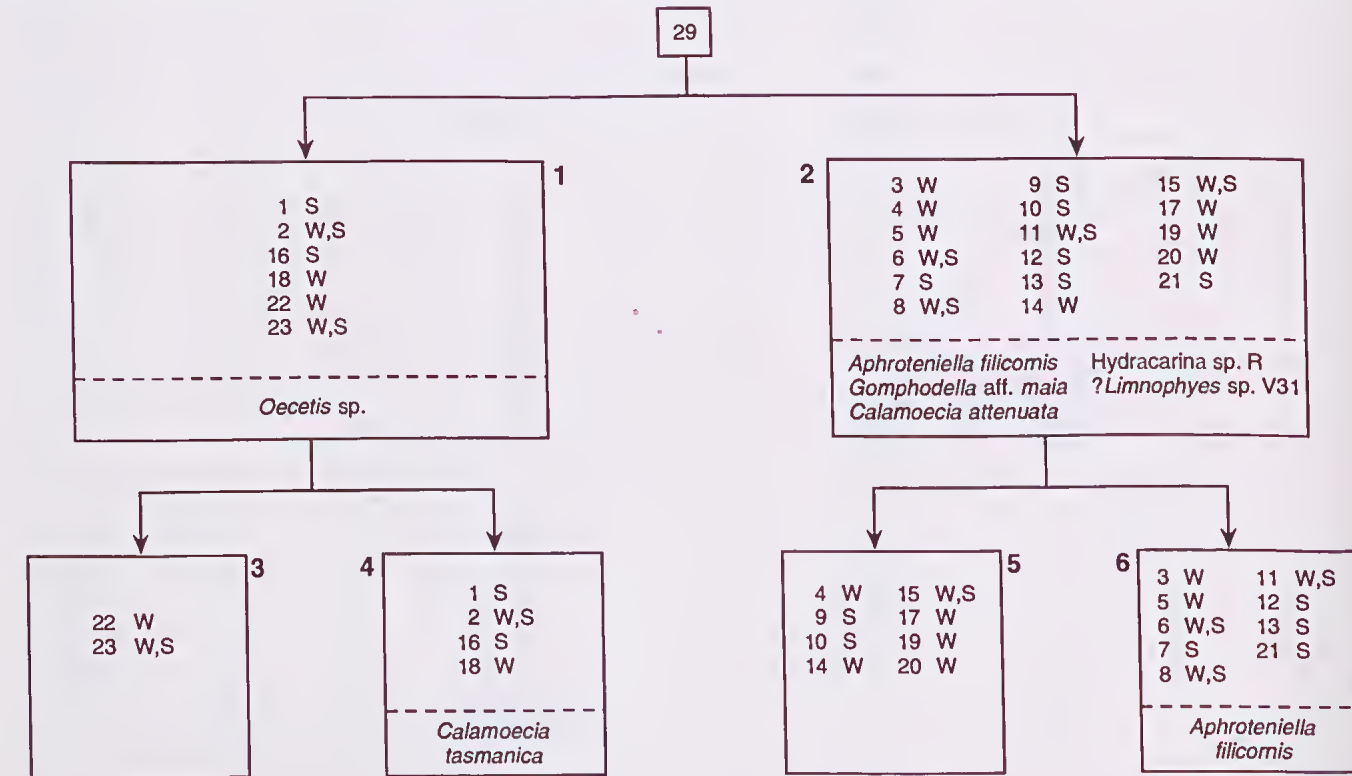 29
1
1 S
2 W,S
16 S
18 W
22 W
23 W,S
Oecetis sp.
2
3 W 9 S 15 W,S
4 W 10 S 17 W
5 W 11 W,S 19 W
6 W,S 12 S 20 W
7 S 13 S 21 S
8 W,S 14 W
Aphroteniella filicornis Hydracarina sp. R
Gomphodella aff. maia ?Limnophyes sp. V31
Calamoecia attenuata
3
22 W
23 W,S
4
1 S
2 W,S
16 S
18 W
Calamoecia
tasmanica
5
4 W 15 W,S
9 S 17 W
10 S 19 W
14 W 20 W
6
3 W 11 W,S
5 W 12 S
6 W,S 13 S
7 S 21 S
8 W,S
Aphroteniella
filicornis